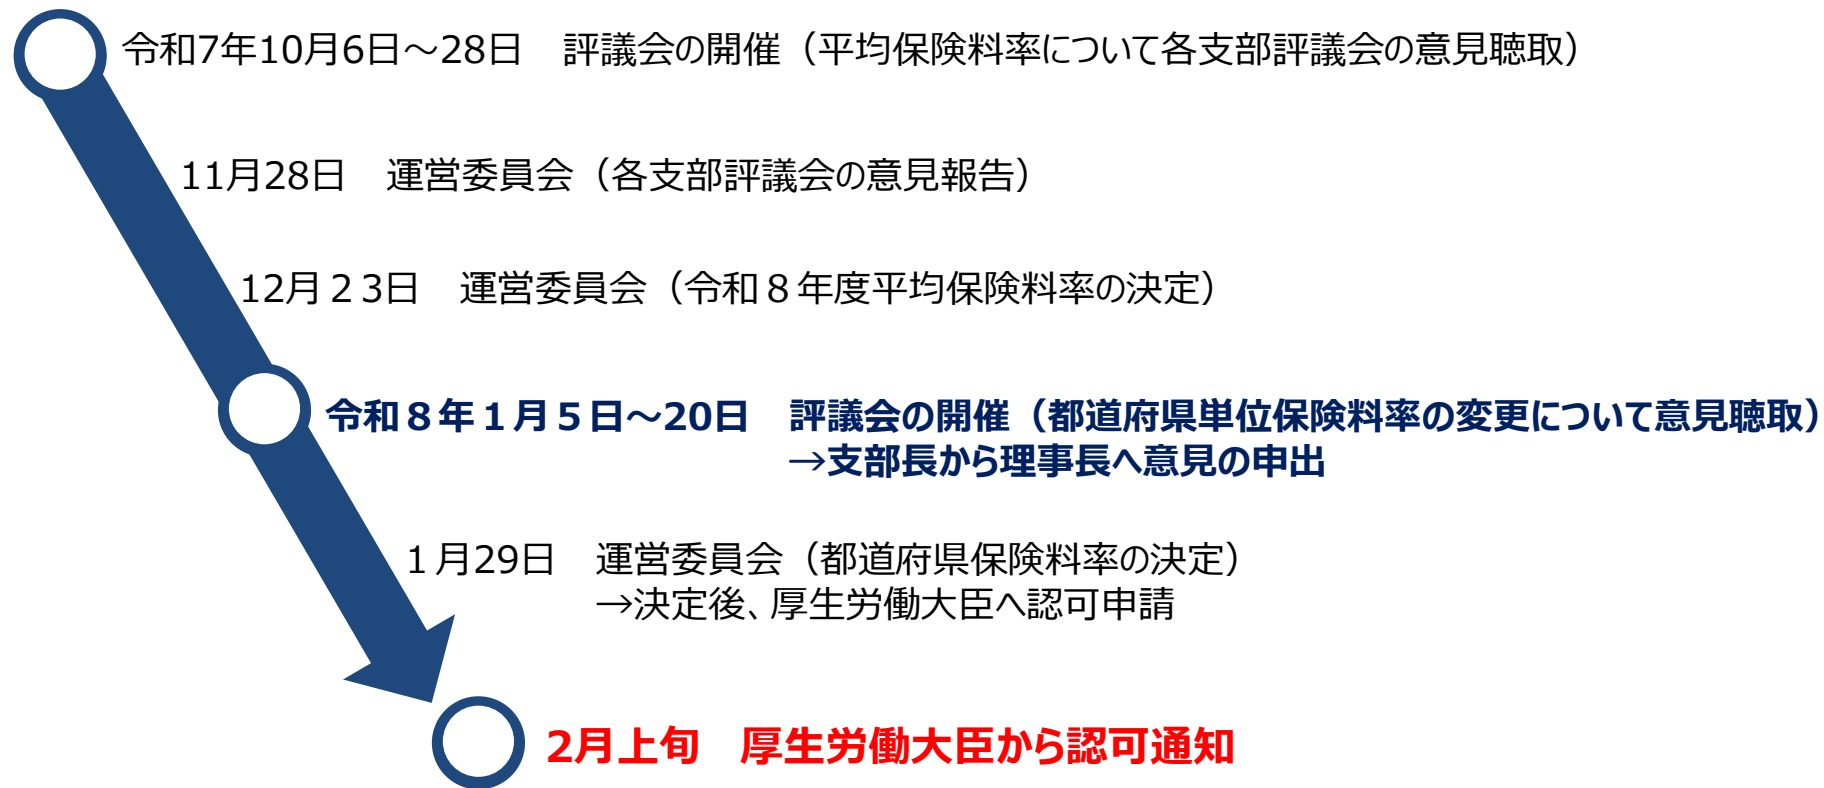 令和7年10月6日～28日　評議会の開催（平均保険料率について各支部評議会の意見聴取）
11月28日　運営委員会（各支部評議会の意見報告）
12月２3日　運営委員会（令和８年度平均保険料率の決定）
令和８年１月５日～20日　評議会の開催（都道府県単位保険料率の変更について意見聴取）
→支部長から理事長へ意見の申出
１月29日　運営委員会（都道府県保険料率の決定）
→決定後、厚生労働大臣へ認可申請
2月上旬　厚生労働大臣から認可通知